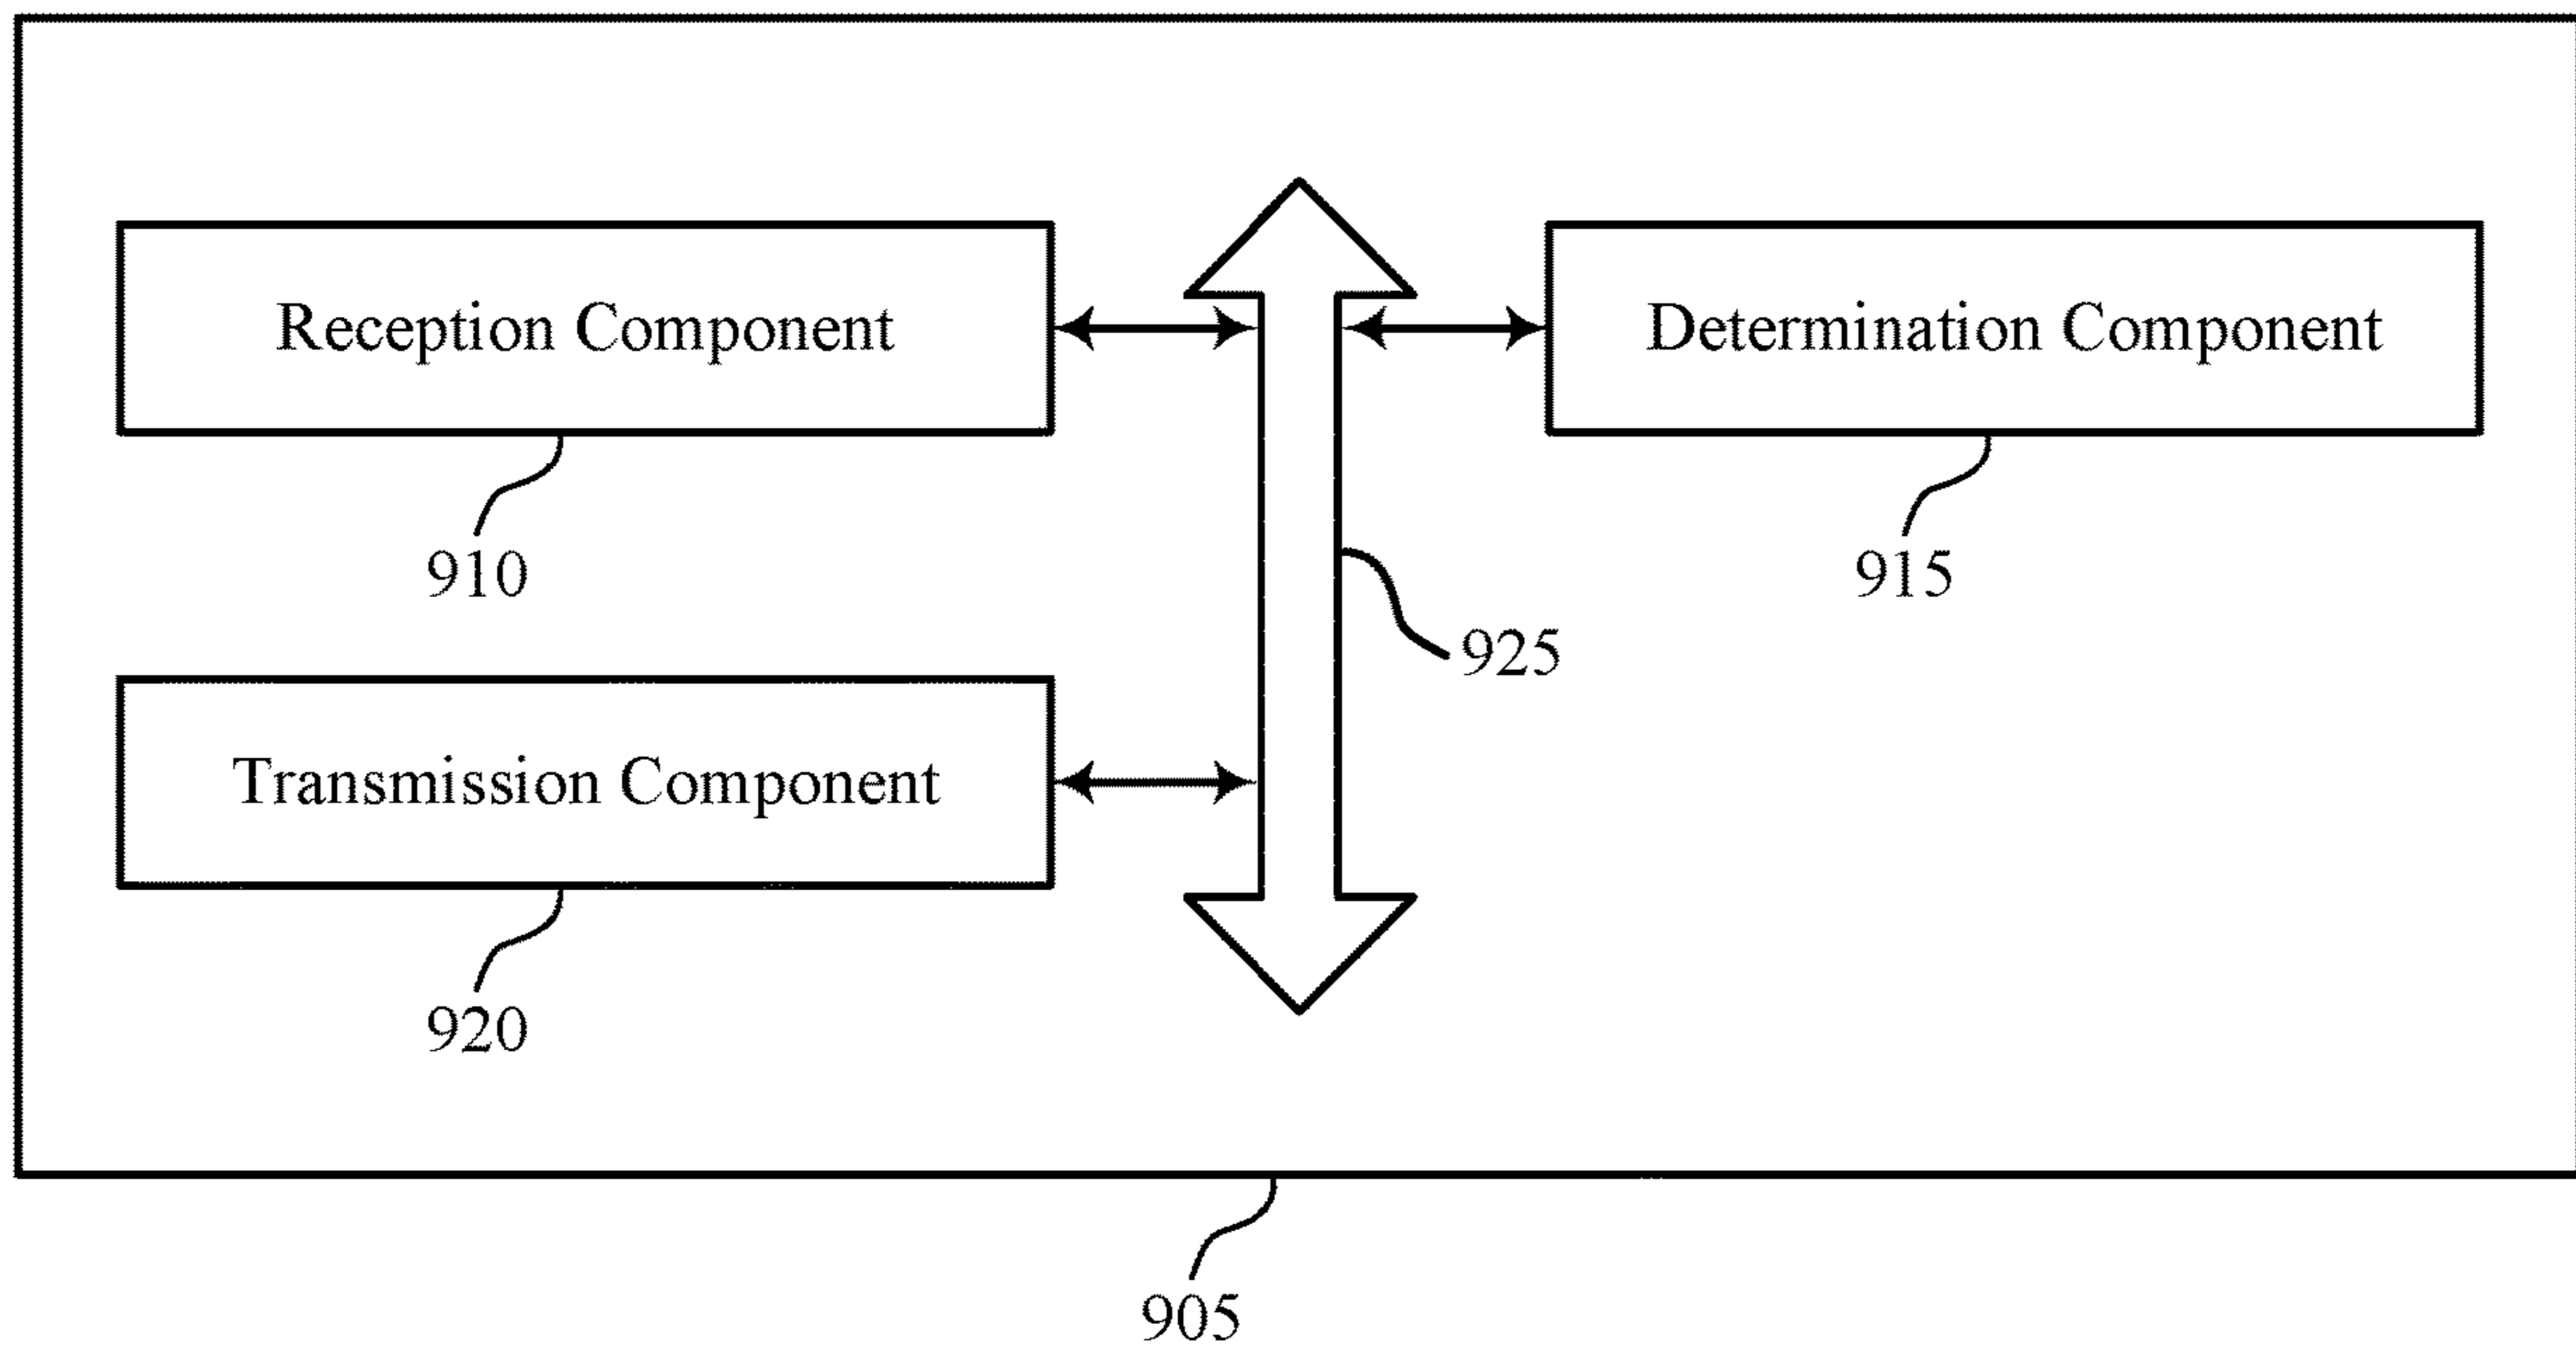 Reception Component
Determination Component
910
915
925
Transmission Component
920
905